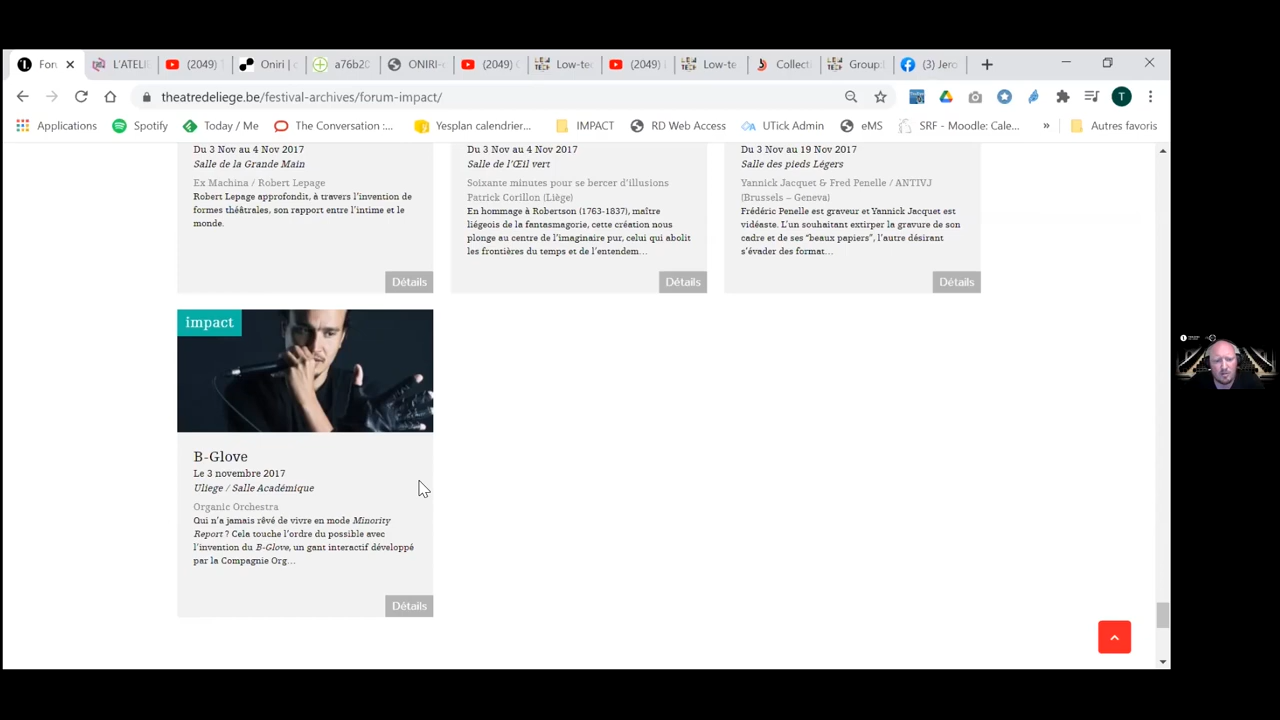 For
L'ATELIE
(2049)
Oniri | c
a76b20
ONIRI-
(2049)
Low-tec
(2049)
Low-te
Collecti
Group
(3) Jero
theatredeliege.be/festival-archives/forum-impact/
T
Applications
Spotify
Today / Me
The Conversation :...
Yesplan calendrier...
IMPACT
RD Web Access
UTick Admin
eMS
SRF - Moodle: Cale...
»
Autres favoris
Du 3 Nov au 4 Nov 2017
Salle de la Grande Main
Ex Machina / Robert Lepage
Robert Lepage approfondit, à travers l'invention de
formes théâtrales, son rapport entre l'intime et le
monde.
Détails
Du 3 Nov au 4 Nov 2017
Salle de l'Œil vert
Soixante minutes pour se bercer d'illusions
Patrick Corillon (Liège)
En hommage à Robertson (1763-1837), maître
liégeois de la fantasmagorie, cette création nous
plonge au centre de l'imaginaire pur, celui qui abolit
les frontières du temps et de l'entendem…
Détails
Du 3 Nov au 19 Nov 2017
Salle des pieds Légers
Yannick Jacquet & Fred Penelle / ANTIVJ
(Brussels – Geneva)
Frédéric Penelle est graveur et Yannick Jacquet est
vidéaste. L'un souhaitant extirper la gravure de son
cadre et de ses "beaux papiers", l'autre désirant
s'évader des format…
Détails
impact
B-Glove
Le 3 novembre 2017
Uliege / Salle Académique
Organic Orchestra
Qui n'a jamais rêvé de vivre en mode Minority
Report ? Cela touche l'ordre du possible avec
l'invention du B-Glove, un gant interactif développé
par la Compagnie Org…
Détails